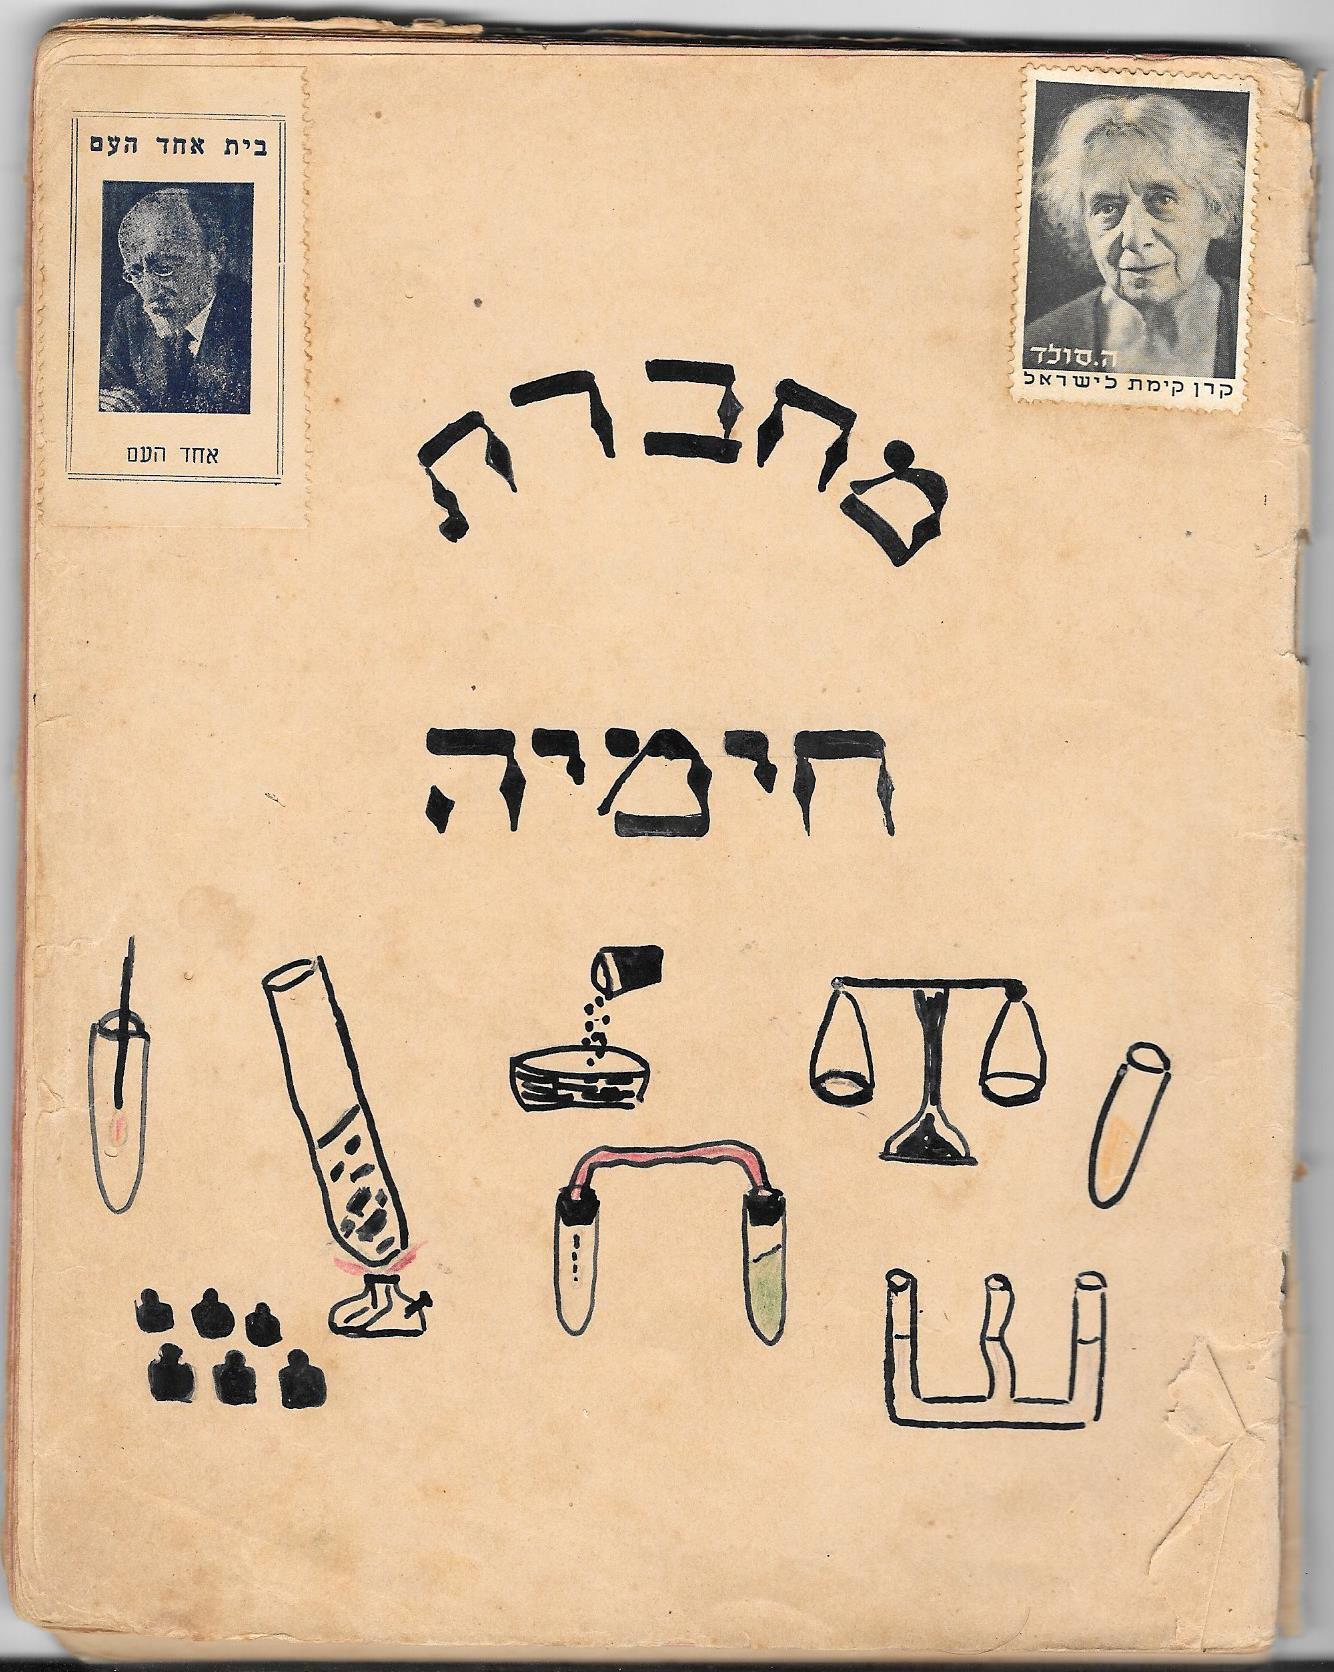 בית אחד העם
אחד העם
ה.סולד
קרן קימת לישראל
מחברת
חימיה